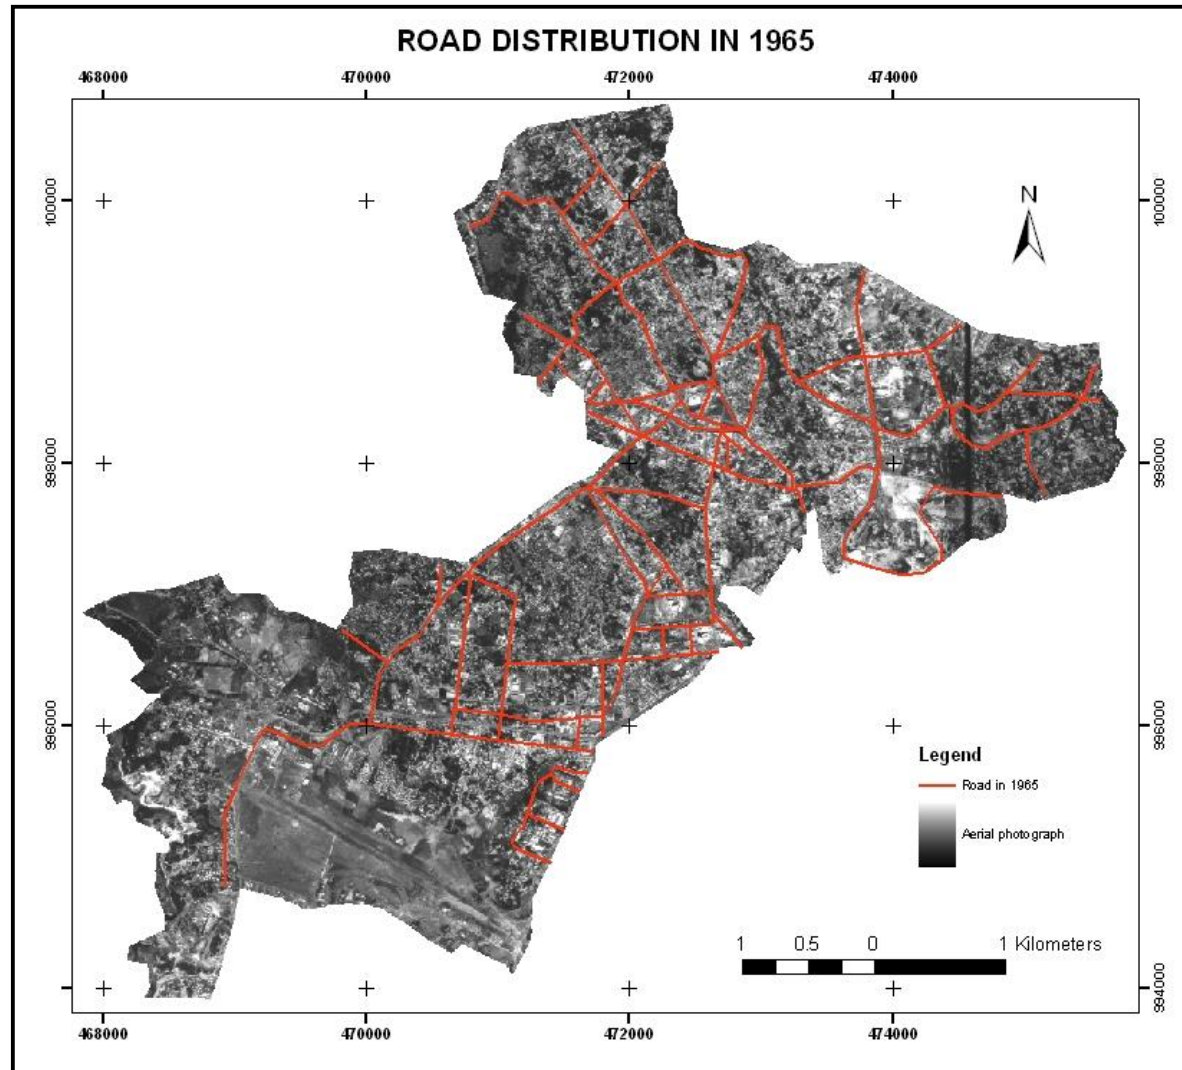 ROAD DISTRIBUTION IN 1965
468000 470000 472000 474000
100000 100000
N
998000 998000
996000 996000
Legend
Road in 1965
Aerial photograph
1 0.5 0 1 Kilometers
994000
468000 470000 472000 474000